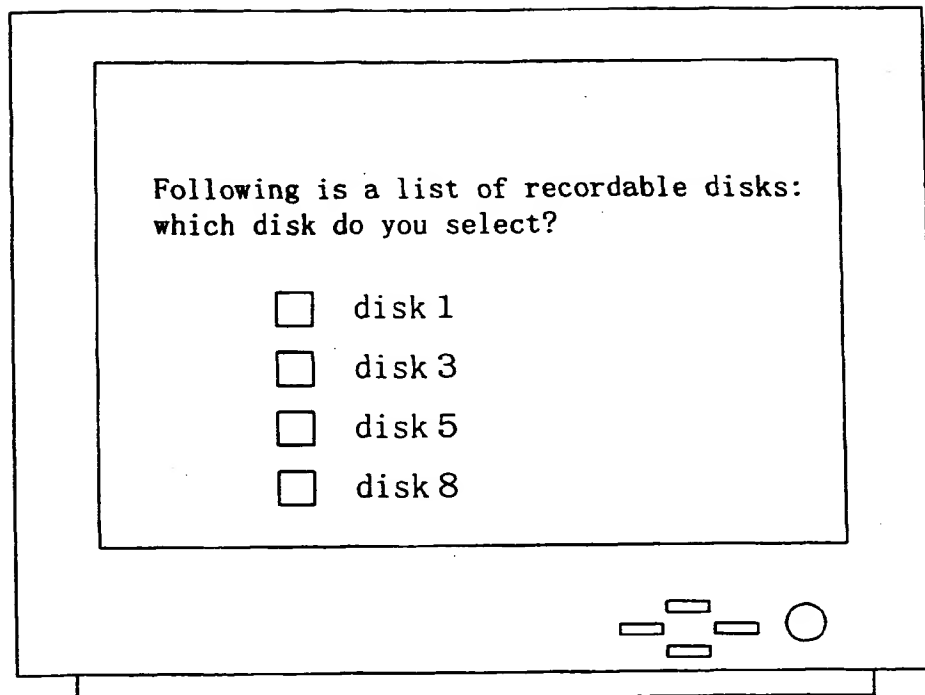 Following is a list of recordable disks:
which disk do you select?
disk 1
disk 3
disk 5
disk 8